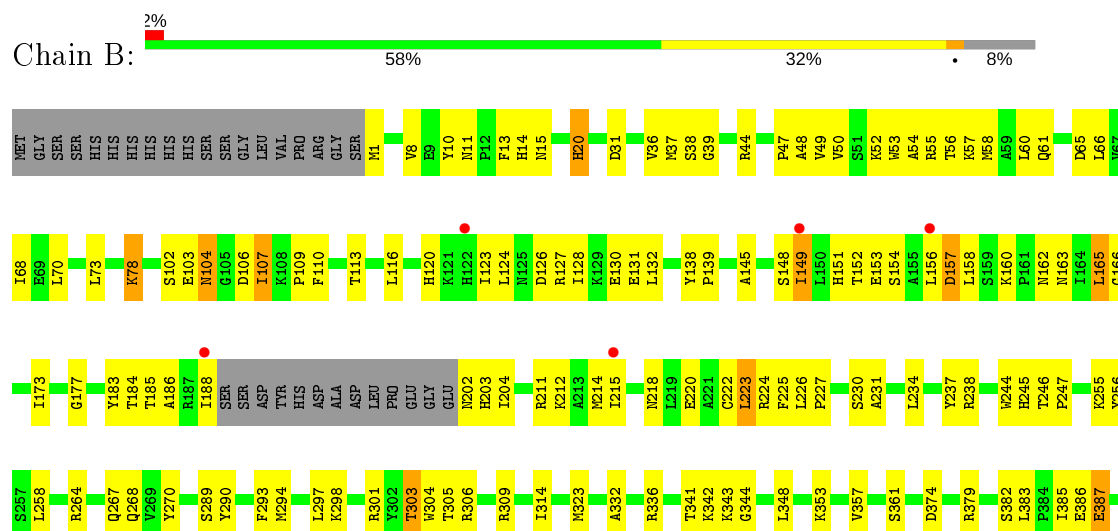 2%
Chain B:
58% 32% • 8%
MET GLY SER SER HIS HIS HIS HIS HIS HIS SER SER GLY LEU VAL PRO ARG GLY SER M1 V8 E9 Y10 N11 P12 F13 H14 N15 H20 D31 V36 M37 S38 G39 R44 P47 A48 V49 V50 S51 K52 W53 A54 R55 T56 K57 M58 A59 L60 Q61 D65 L66 V67
I68 E69 L70 L73 K78 S102 E103 N104 G105 D106 I107 K108 P109 F110 T113 L116 H120 K121 H122 I123 L124 N125 D126 R127 I128 K129 E130 E131 L132 Y138 P139 A145 S148 I149 L150 H151 T152 E153 S154 A155 L156 D157 L158 S159 K160 P161 N162 N163 I164 L165 G166
I173 G177 Y183 T184 T185 A186 R187 I188 SER SER ASP TYR HIS ASP ALA ASP LEU PRO GLU GLY GLU N202 H203 I204 R211 K212 A213 M214 I215 N218 L219 E220 A221 C222 L223 R224 F225 L226 P227 S230 A231 L234 Y237 R238 W244 H245 T246 P247 K255 Y256
S257 L258 R264 Q267 Q268 V269 Y270 S289 Y290 F293 M294 L297 K298 R301 Y302 T303 W304 T305 R306 R309 I314 M323 A332 R336 T341 K342 K343 G344 L348 K353 V357 S361 D374 R379 S382 L383 P384 I385 E386 E387